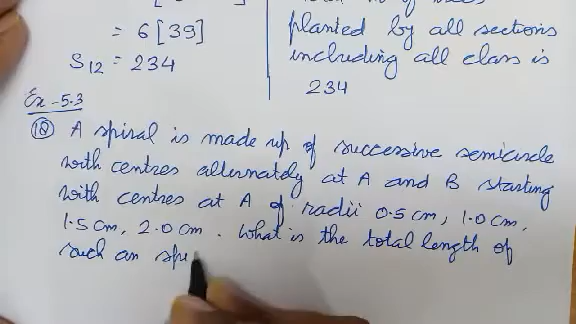 = 6 [39]
S12 = 234
planted by all sections
including all class is
234
Ex - 5.3
18 A spiral is made up of successive semicircle
with centres alternately at A and B starting
with centres at A of radii 0.5 cm, 1.0 cm,
1.5 cm, 2.0 cm. What is the total length of
such an spi